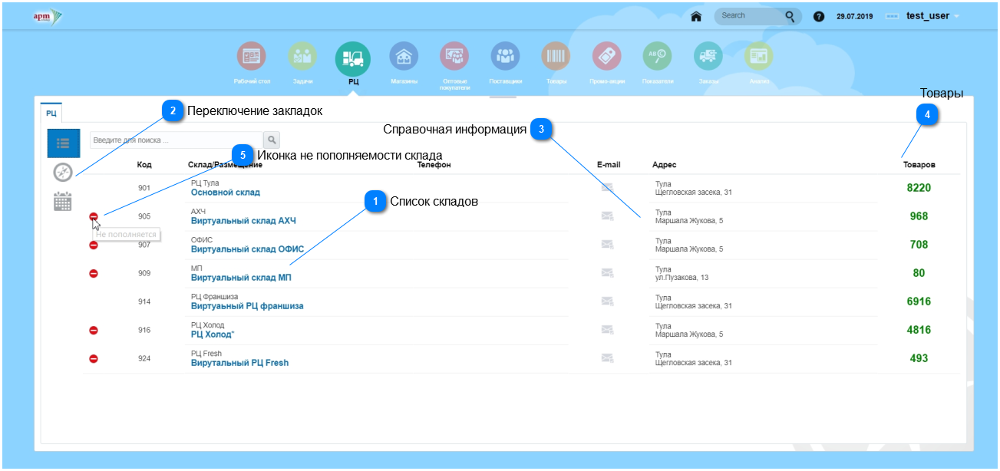 арт
Search
?
29.07.2019
test_user
Рабочий стол
Задачи
РЦ
Магазины
Оптовые
покупатели
Поставщики
Товары
Промо-акции
Показатели
Заказы
Анализ
Товары
4
РЦ
2 Переключение закладок
Справочная информация 3
Введите для поиска ...
5 Иконка не пополняемости склада
Код Склад/Размещение Телефон E-mail Адрес Товаров
РЦ Тула
901 Основной склад
Тула
Щегловская засека, 31
8220
1 Список складов
АХЧ
905 Виртуальный склад АХЧ
Тула
Маршала Жукова, 5
968
Не пополняется
ОФИС
907 Виртуальный склад ОФИС
Тула
Маршала Жукова, 5
708
МП
909 Виртуальный склад МП
Тула
ул.Пузакова, 13
80
РЦ Франшиза
914 Виртуаьный РЦ франшиза
Тула
Щегловская засека, 31
6916
РЦ Холод
916 РЦ Холод*
Тула
Маршала Жукова, 5
4816
РЦ Fresh
924 Вирутальный РЦ Fresh
Тула
Щегловская засека, 31
493